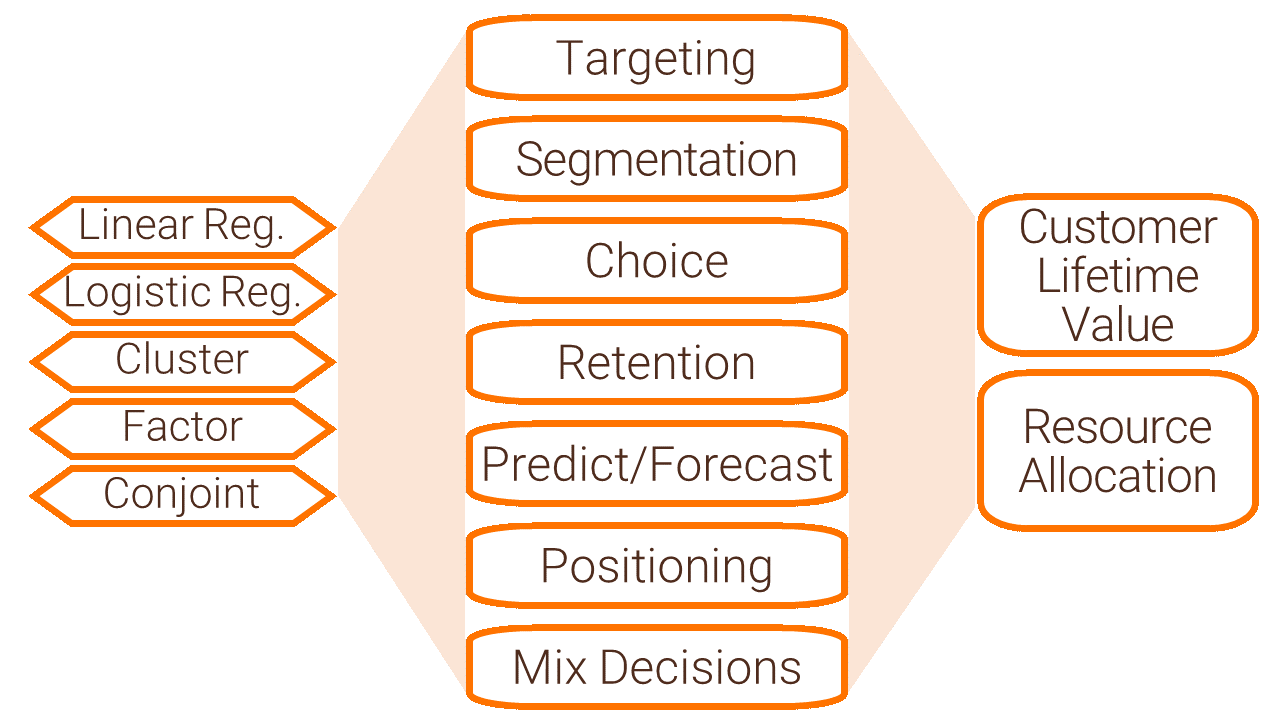 Linear Reg.
Logistic Reg.
Cluster
Factor
Conjoint
Targeting
Segmentation
Choice
Retention
Predict/Forecast
Positioning
Mix Decisions
Customer
Lifetime
Value
Resource
Allocation